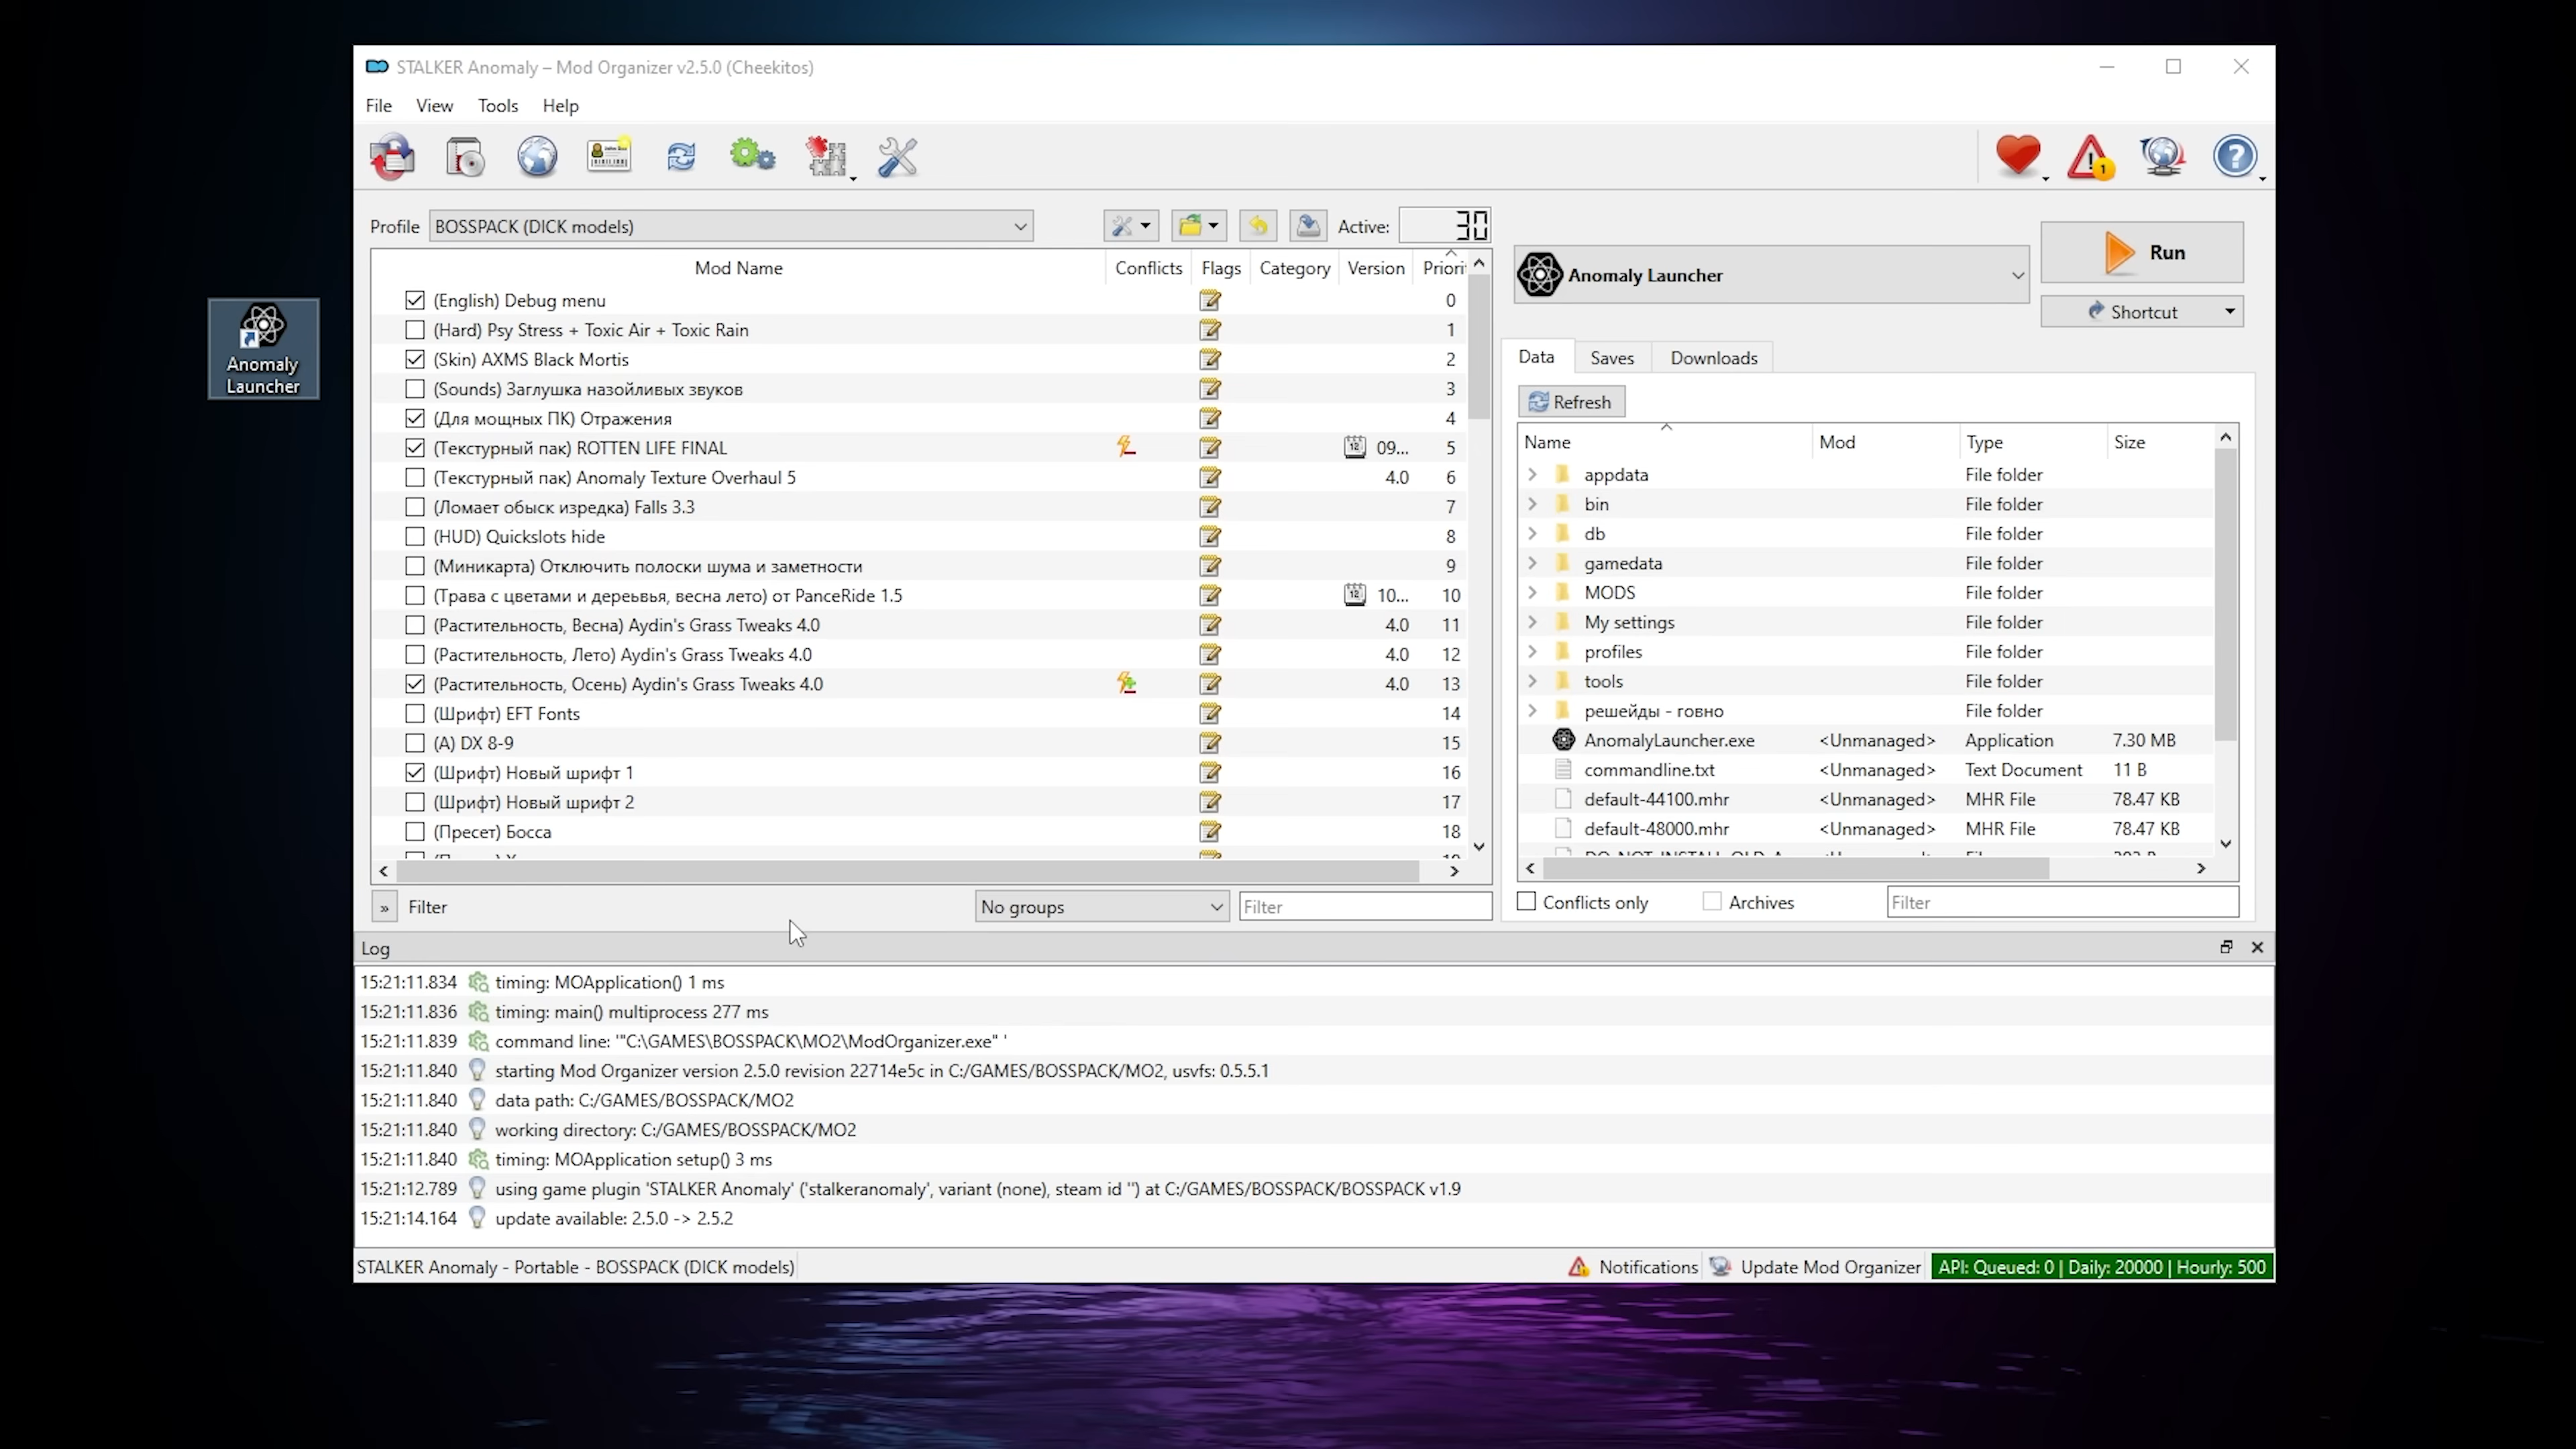 STALKER Anomaly – Mod Organizer v2.5.0 (Cheekitos)
File View Tools Help
Profile BOSSPACK (DICK models) Active: 30
Mod Name Conflicts Flags Category Version
(English) Debug menu 0
(Hard) Psy Stress + Toxic Air + Toxic Rain 1
(Skin) AXMS Black Mortis 2
(Sounds) Заглушка назойливых звуков 3
(Для мощных ПК) Отражения 4
(Текстурный пак) ROTTEN LIFE FINAL 09... 5
(Текстурный пак) Anomaly Texture Overhaul 5 4.0 6
(Ломает обыск изредка) Falls 3.3 7
(HUD) Quickslots hide 8
(Миникарта) Отключить полоски шума и заметности 9
(Трава с цветами и деревья, весна лето) от PanceRide 1.5 10... 10
(Растительность, Весна) Aydin's Grass Tweaks 4.0 4.0 11
(Растительность, Лето) Aydin's Grass Tweaks 4.0 4.0 12
(Растительность, Осень) Aydin's Grass Tweaks 4.0 4.0 13
(Шрифт) EFT Fonts 14
(A) DX 8-9 15
(Шрифт) Новый шрифт 1 16
(Шрифт) Новый шрифт 2 17
(Пресет) Босса 18
» Filter No groups Filter
Anomaly Launcher
Run
Shortcut
Data Saves Downloads
Refresh
Name Mod Type Size
appdata File folder
bin File folder
db File folder
gamedata File folder
MODS File folder
My settings File folder
profiles File folder
tools File folder
решейды - говно File folder
AnomalyLauncher.exe <Unmanaged> Application 7.30 MB
commandline.txt <Unmanaged> Text Document 11 B
default-44100.mhr <Unmanaged> MHR File 78.47 KB
default-48000.mhr <Unmanaged> MHR File 78.47 KB
Conflicts only Archives Filter
Anomaly
Launcher
Log
15:21:11.834 timing: MOApplication() 1 ms
15:21:11.836 timing: main() multiprocess 277 ms
15:21:11.839 command line: '"C:\GAMES\BOSSPACK\MO2\ModOrganizer.exe" '
15:21:11.840 starting Mod Organizer version 2.5.0 revision 22714e5c in C:/GAMES/BOSSPACK/MO2, usvfs: 0.5.5.1
15:21:11.840 data path: C:/GAMES/BOSSPACK/MO2
15:21:11.840 working directory: C:/GAMES/BOSSPACK/MO2
15:21:11.840 timing: MOApplication setup() 3 ms
15:21:12.789 using game plugin 'STALKER Anomaly' ('stalkeranomaly', variant (none), steam id '') at C:/GAMES/BOSSPACK/BOSSPACK v1.9
15:21:14.164 update available: 2.5.0 -> 2.5.2
STALKER Anomaly - Portable - BOSSPACK (DICK models) Notifications Update Mod Organizer API: Queued: 0 | Daily: 20000 | Hourly: 500